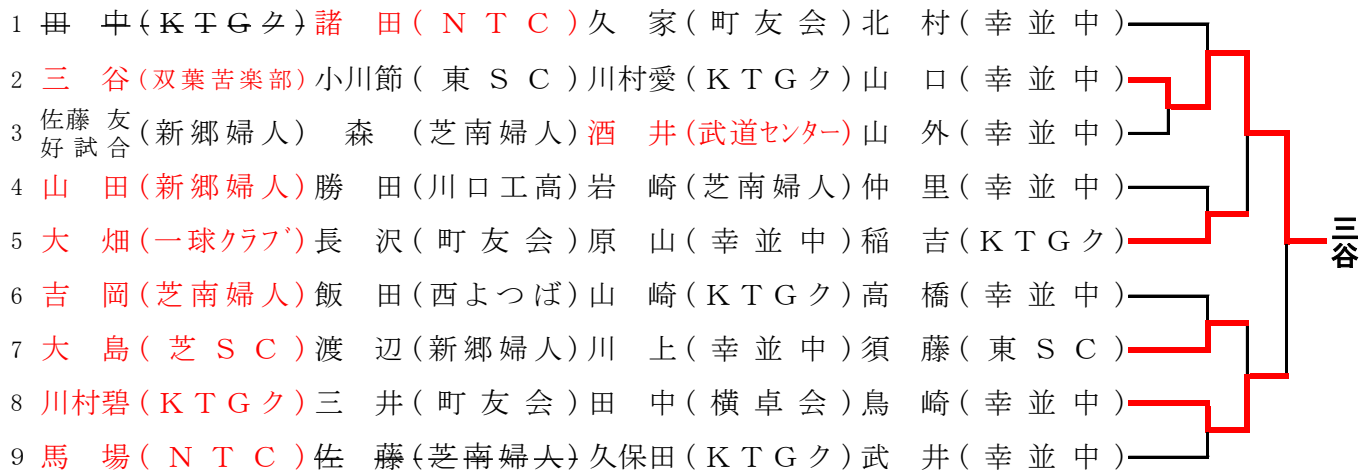 1 田 中(KTGク) 諸 田(NTC) 久 家(町友会) 北 村(幸並中)
2 三 谷(双葉苦楽部) 小川節(東SC) 川村愛(KTGク) 山 口(幸並中)
3 佐藤 友 好試合(新郷婦人) 森 (芝南婦人) 酒 井(武道センター) 山 外(幸並中)
4 山 田(新郷婦人) 勝 田(川口工高) 岩 崎(芝南婦人) 仲 里(幸並中)
5 大 畑(一球クラブ) 長 沢(町友会) 原 山(幸並中) 稲 吉(KTGク)
6 吉 岡(芝南婦人) 飯 田(西よつば) 山 崎(KTGク) 高 橋(幸並中)
7 大 島(芝SC) 渡 辺(新郷婦人) 川 上(幸並中) 須 藤(東SC)
8 川村碧(KTGク) 三 井(町友会) 田 中(横卓会) 鳥 崎(幸並中)
9 馬 場(NTC) 佐 藤(芝南婦人) 久保田(KTGク) 武 井(幸並中)
三谷